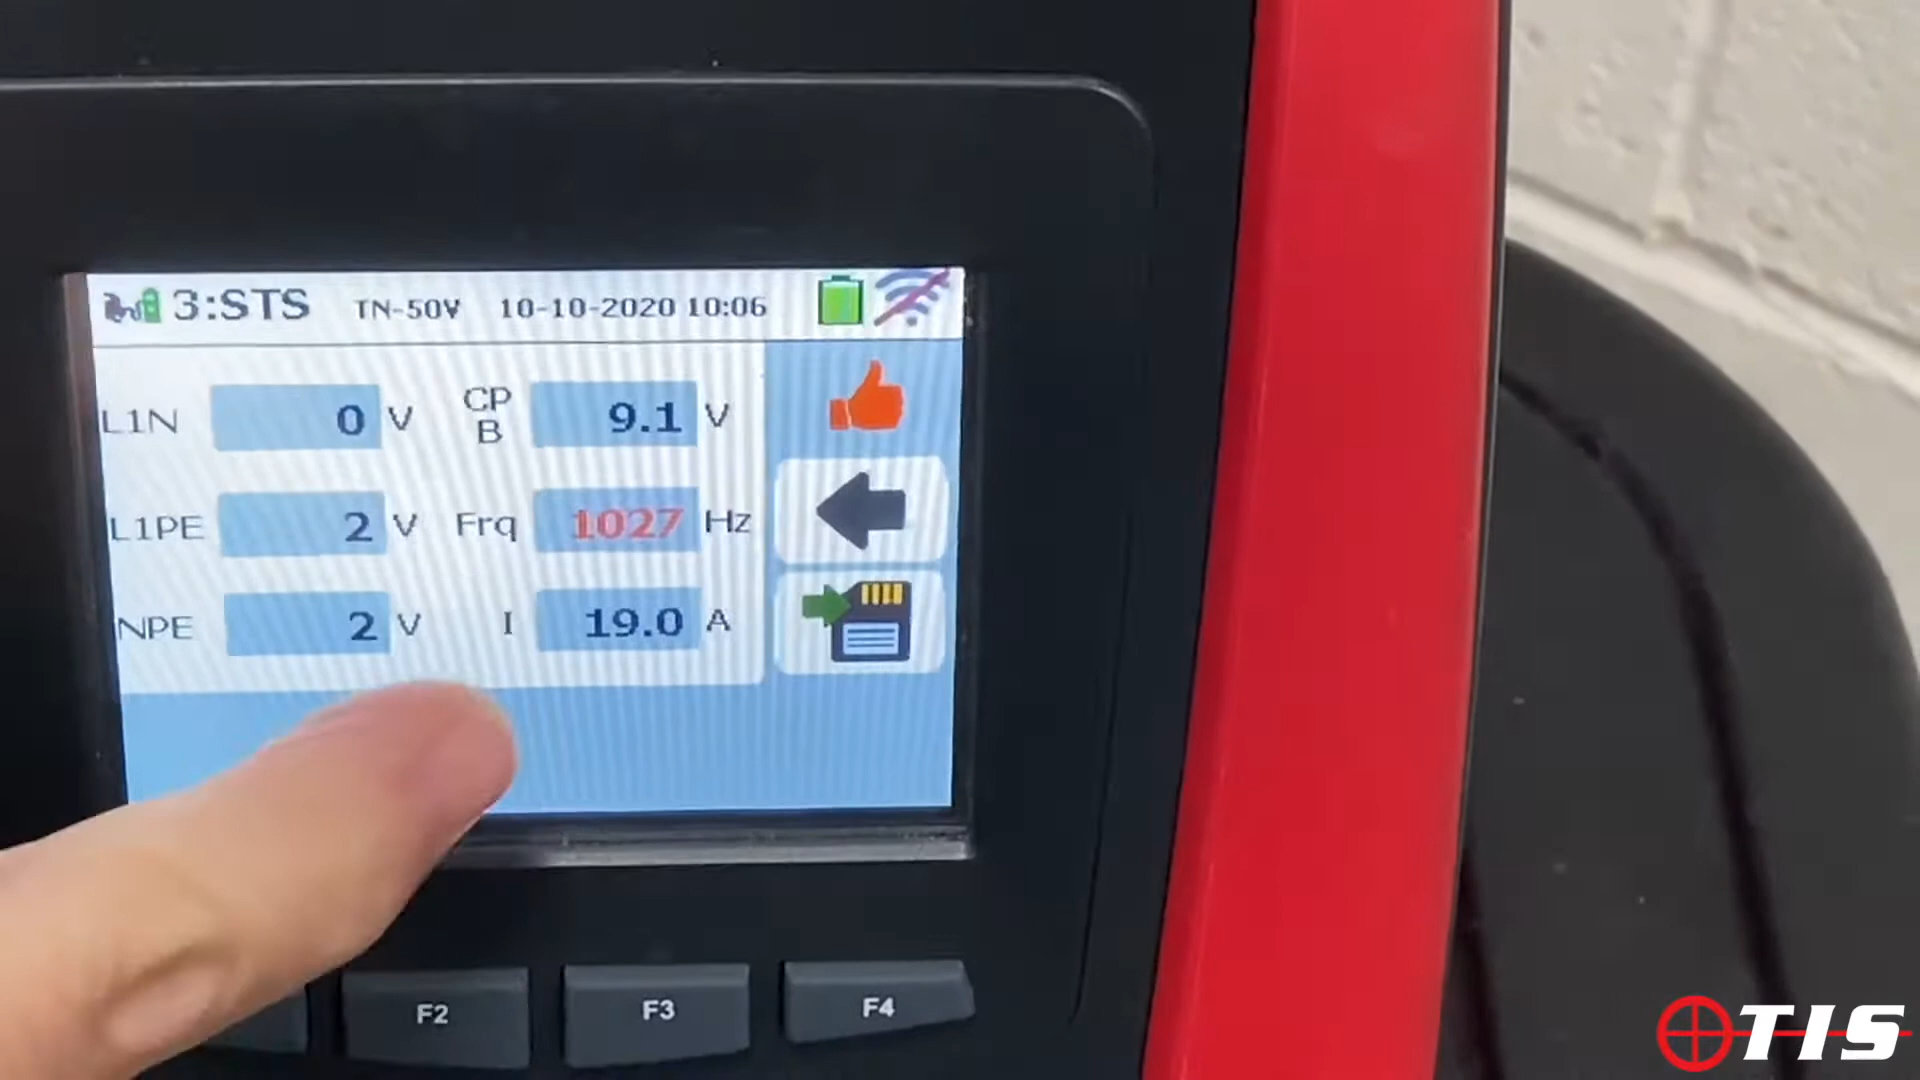 3:STS TN-50V 10-10-2020 10:06
L1N 0 V CP B 9.1 V
L1PE 2 V Frq 1027 Hz
NPE 2 V I 19.0 A
F2 F3 F4
TIS